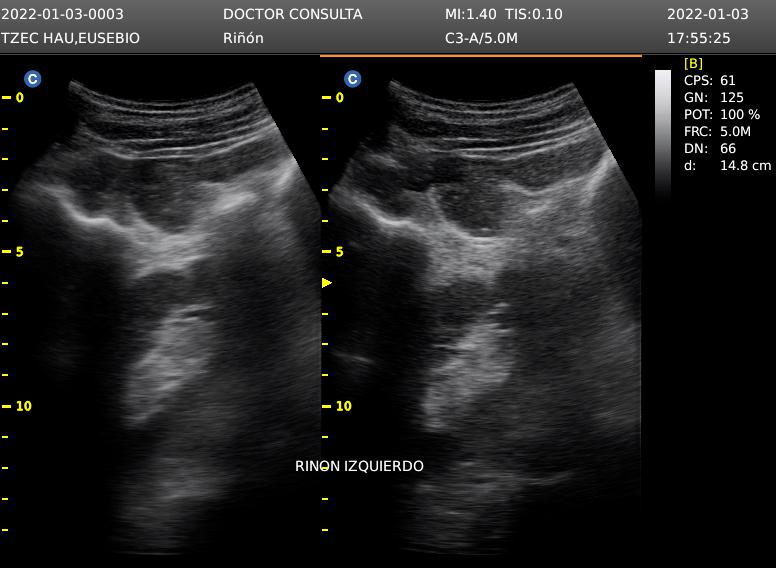 2022-01-03-0003 DOCTOR CONSULTA MI:1.40 TIS:0.10 2022-01-03
TZEC HAU,EUSEBIO Riñón C3-A/5.0M 17:55:25
C C
[B]
0 0
CPS: 61
GN: 125
POT: 100 %
FRC: 5.0M
DN: 66
d: 14.8 cm
5 5
10 10
RINON IZQUIERDO